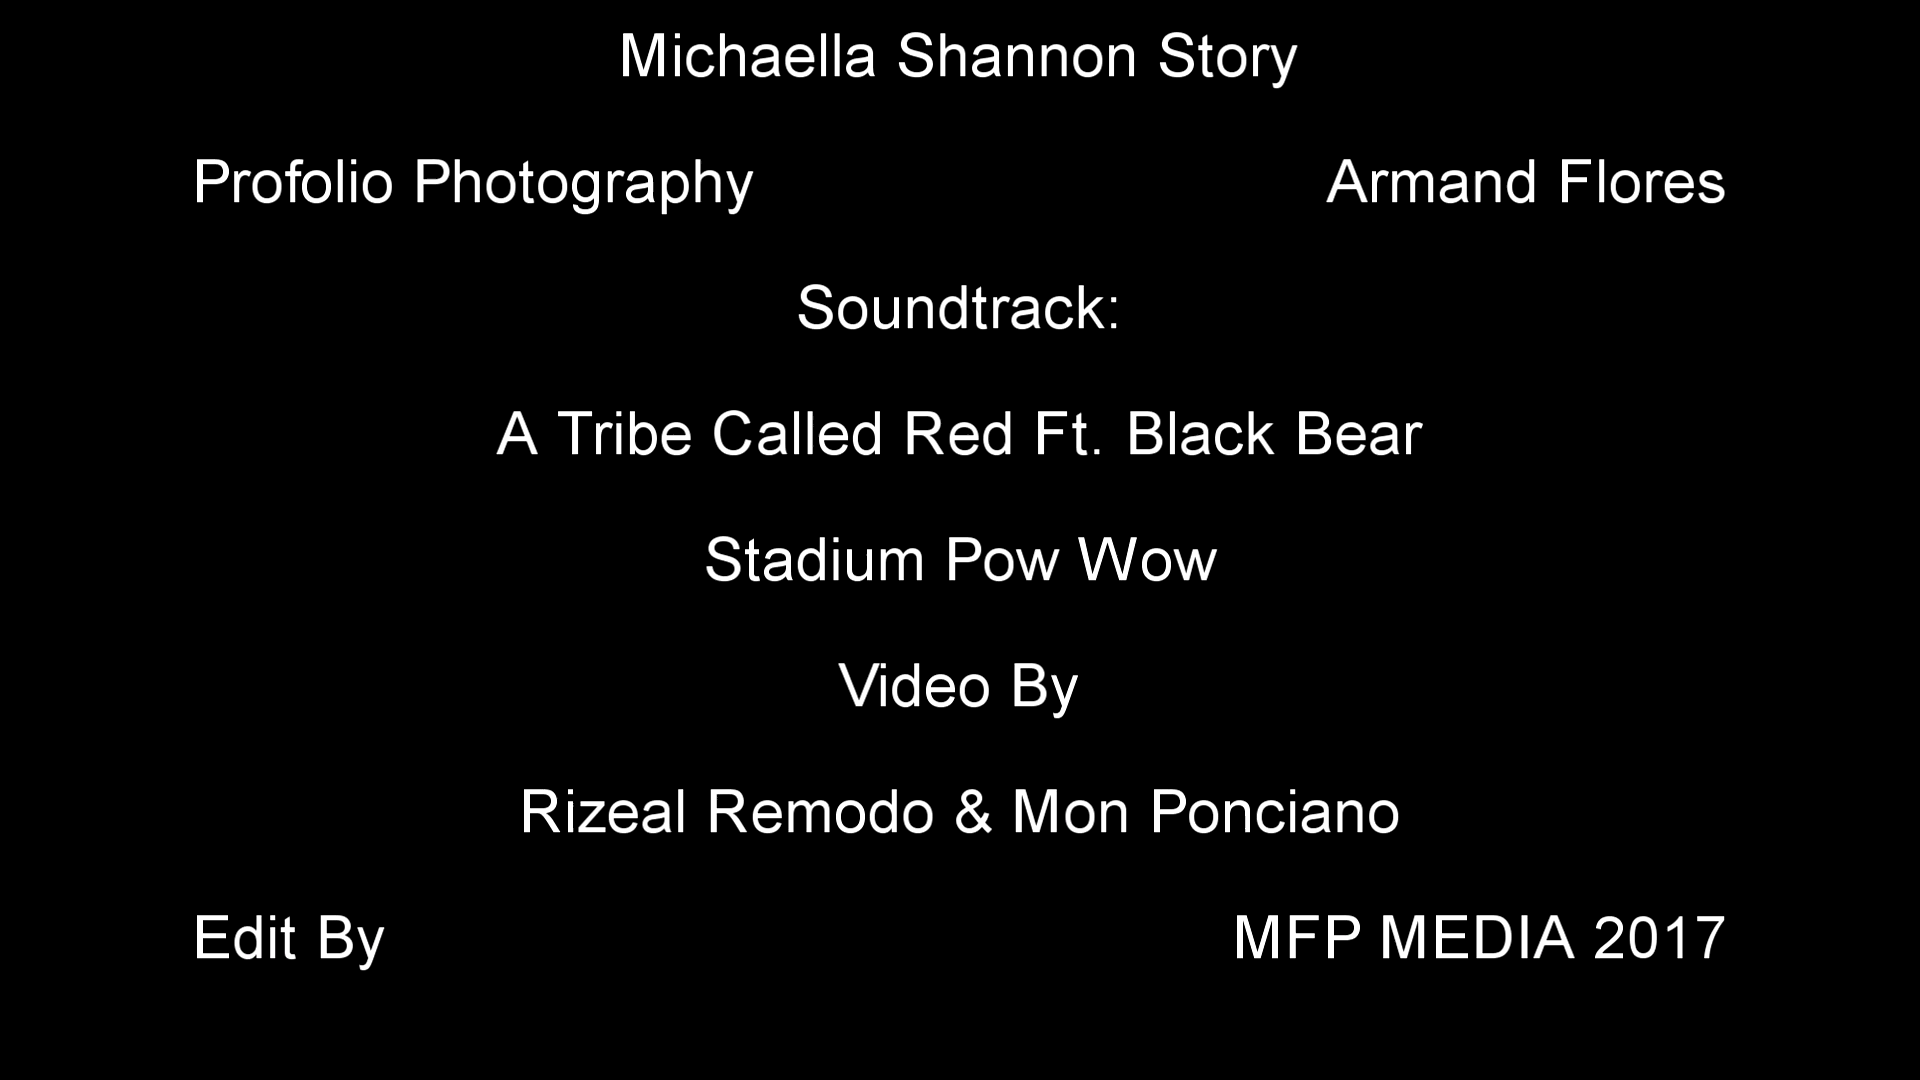 Michaella Shannon Story
Profolio Photography Armand Flores
Soundtrack:
A Tribe Called Red Ft. Black Bear
Stadium Pow Wow
Video By
Rizeal Remodo & Mon Ponciano
Edit By MFP MEDIA 2017